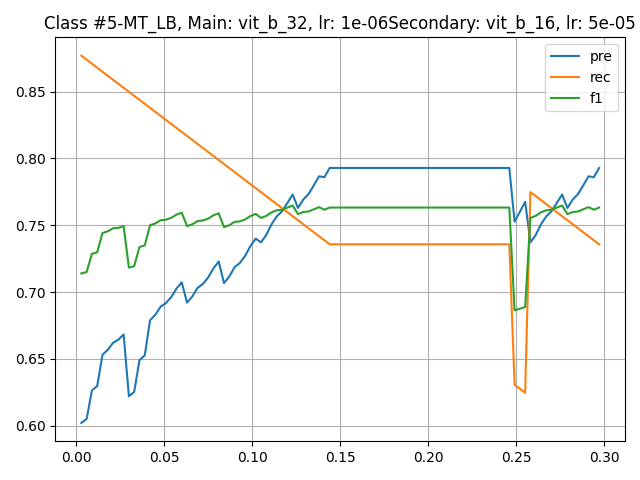 Class #5-MT_LB, Main: vit_b_32, lr: 1e-06Secondary: vit_b_16, lr: 5e-05
pre
rec
f1
0.85
0.80
0.75
0.70
0.65
0.60
0.00 0.05 0.10 0.15 0.20 0.25 0.30